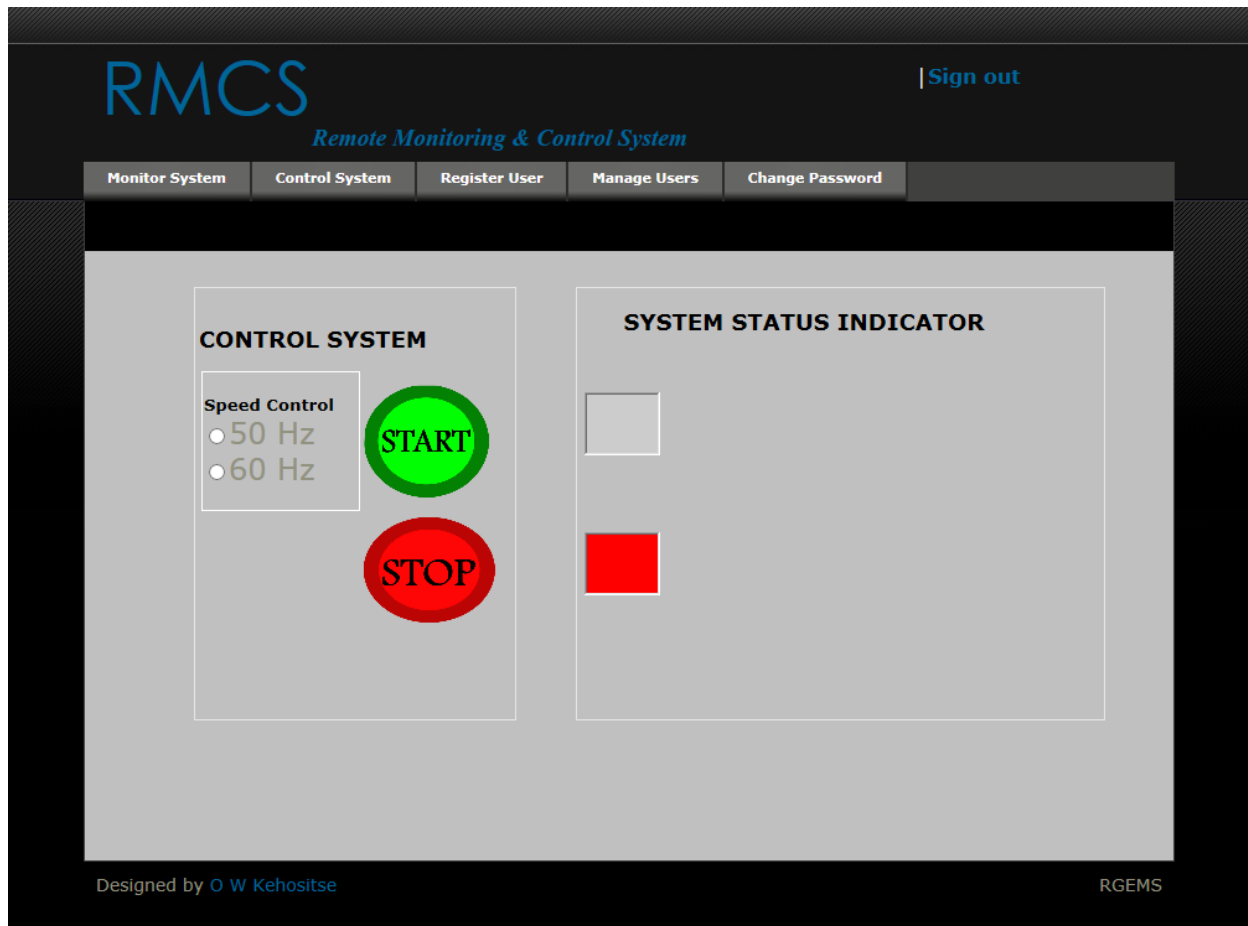 RMCS
|Sign out
Remote Monitoring & Control System
Monitor System Control System Register User Manage Users Change Password
CONTROL SYSTEM
Speed Control
50 Hz
60 Hz
START
STOP
SYSTEM STATUS INDICATOR
Designed by O W Kehositse
RGEMS